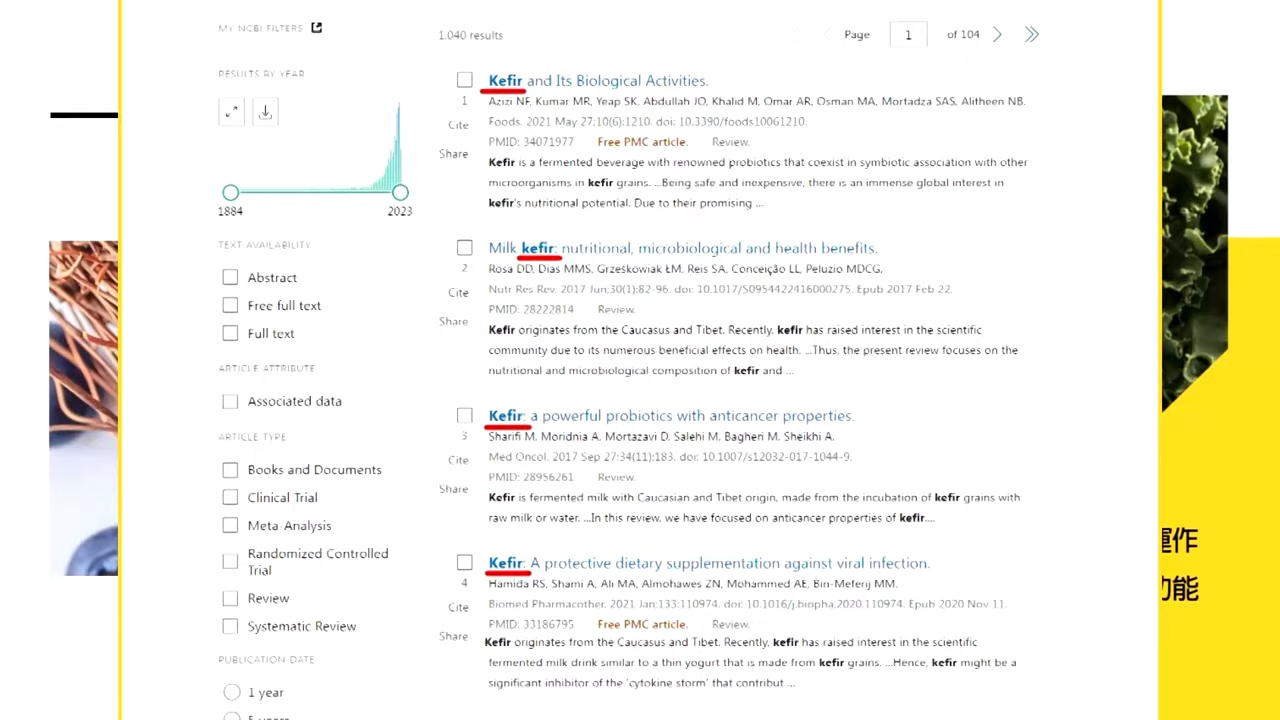 MY NCBI FILTERS
1.040 results
Page 1 of 104
RESULTS BY YEAR
1884 2023
TEXT AVAILABILITY
Abstract
Free full text
Full text
ARTICLE ATTRIBUTE
Associated data
ARTICLE TYPE
Books and Documents
Clinical Trial
Meta-Analysis
Randomized Controlled
Trial
Review
Systematic Review
PUBLICATION DATE
1 year
Kefir and Its Biological Activities.
1
Azizi NF, Kumar MR, Yeap SK, Abdullah JO, Khalid M, Omar AR, Osman MA, Mortadza SAS, Alitheen NB.
Cite
Foods. 2021 May 27;10(6):1210. doi: 10.3390/foods10061210.
PMID: 34071977 Free PMC article. Review.
Share
Kefir is a fermented beverage with renowned probiotics that coexist in symbiotic association with other
microorganisms in kefir grains. ...Being safe and inexpensive, there is an immense global interest in
kefir's nutritional potential. Due to their promising ...
Milk kefir: nutritional, microbiological and health benefits.
2
Rosa DD, Dias MMS, Grześkowiak ŁM, Reis SA, Conceição LL, Peluzio MDCG.
Cite
Nutr Res Rev. 2017 Jun;30(1):82-96. doi: 10.1017/S0954422416000275. Epub 2017 Feb 22.
PMID: 28222814 Review.
Share
Kefir originates from the Caucasus and Tibet. Recently, kefir has raised interest in the scientific
community due to its numerous beneficial effects on health. ...Thus, the present review focuses on the
nutritional and microbiological composition of kefir and ...
Kefir: a powerful probiotics with anticancer properties.
3
Sharifi M, Moridnia A, Mortazavi D, Salehi M, Bagheri M, Sheikhi A.
Cite
Med Oncol. 2017 Sep 27;34(11):183. doi: 10.1007/s12032-017-1044-9.
PMID: 28956261 Review.
Share
Kefir is fermented milk with Caucasian and Tibet origin, made from the incubation of kefir grains with
raw milk or water. ...In this review, we have focused on anticancer properties of kefir....
Kefir: A protective dietary supplementation against viral infection.
4
Hamida RS, Shami A, Ali MA, Almohawes ZN, Mohammed AE, Bin-Meferij MM.
Cite
Biomed Pharmacother. 2021 Jan;133:110974. doi: 10.1016/j.biopha.2020.110974. Epub 2020 Nov 11.
PMID: 33186795 Free PMC article. Review.
Share
Kefir originates from the Caucasus and Tibet. Recently, kefir has raised interest in the scientific
fermented milk drink similar to a thin yogurt that is made from kefir grains. ...Hence, kefir might be a
significant inhibitor of the 'cytokine storm' that contribut ...
運作
功能